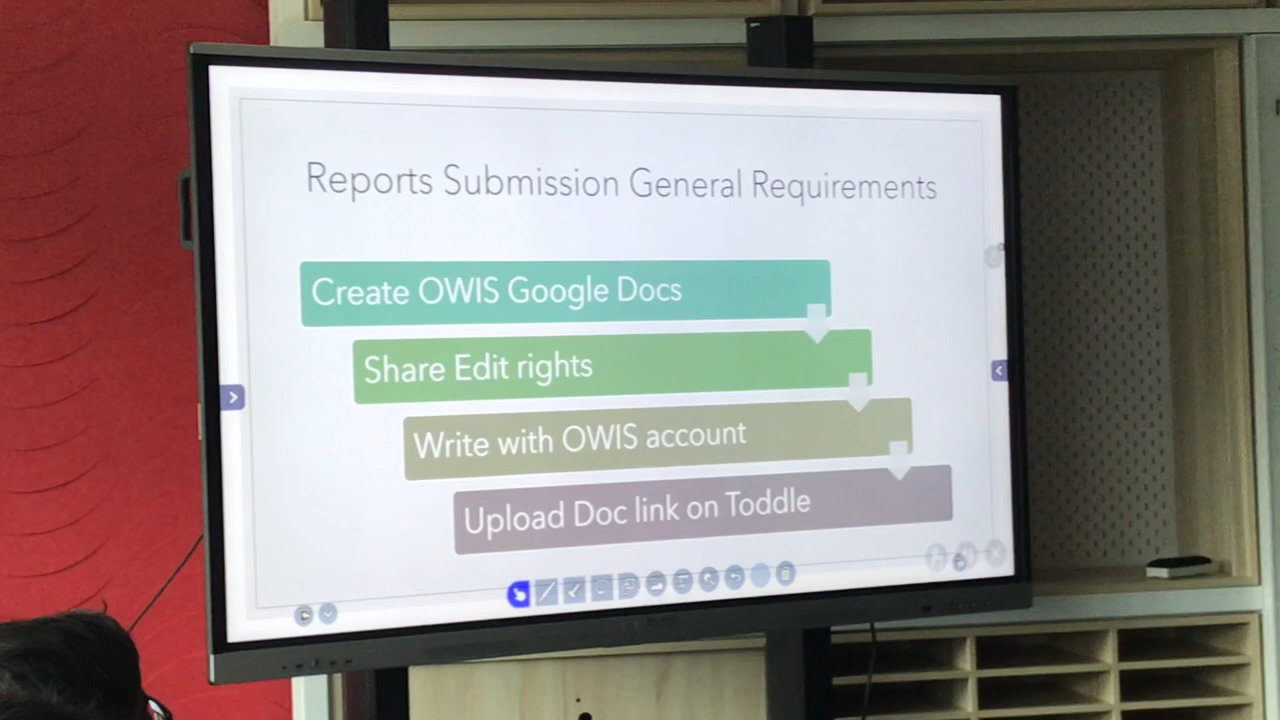 Reports Submission General Requirements
Create OWIS Google Docs
Share Edit rights
Write with OWIS account
Upload Doc link on Toddle